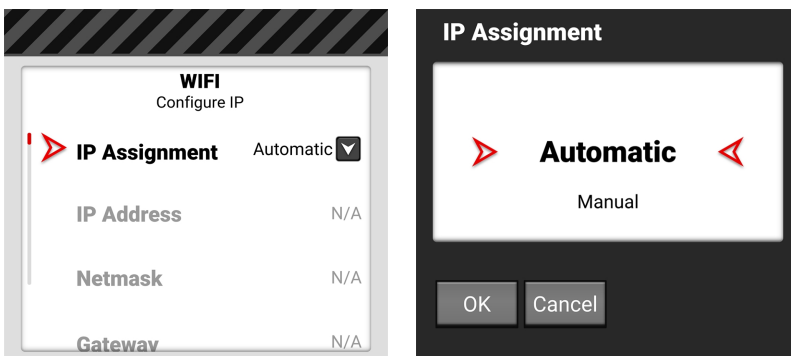 WIFI
Configure IP
IP Assignment Automatic
IP Address N/A
Netmask N/A
Gateway N/A
IP Assignment
Automatic
Manual
OK Cancel